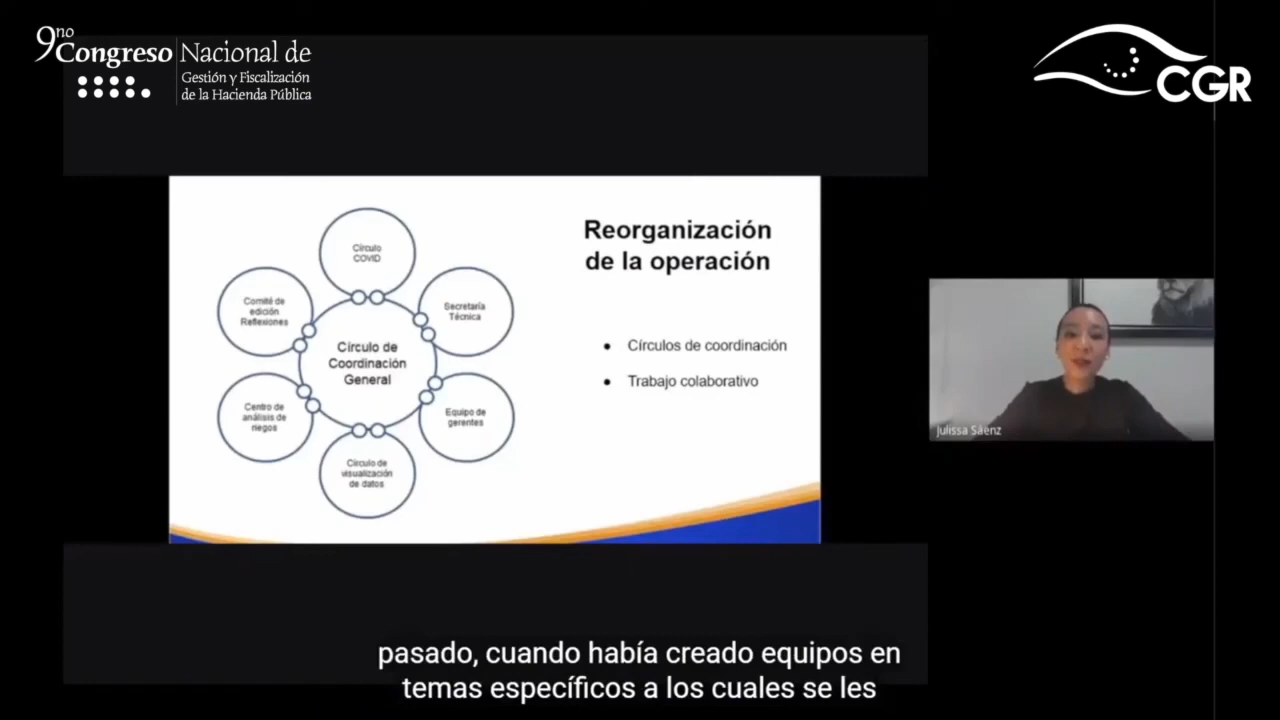 9no
Congreso
Nacional de
Gestión y Fiscalización
de la Hacienda Pública
CGR
Reorganización
de la operación
Círculos de coordinación
Trabajo colaborativo
Círculo
COVID
Secretaría
Técnica
Equipo de
gerentes
Círculo de
visualización
de datos
Centro de
análisis de
riegos
Comité de
edición
Reflexiones
Círculo de
Coordinación
General
Julissa Sáenz
pasado, cuando había creado equipos en
temas específicos a los cuales se les